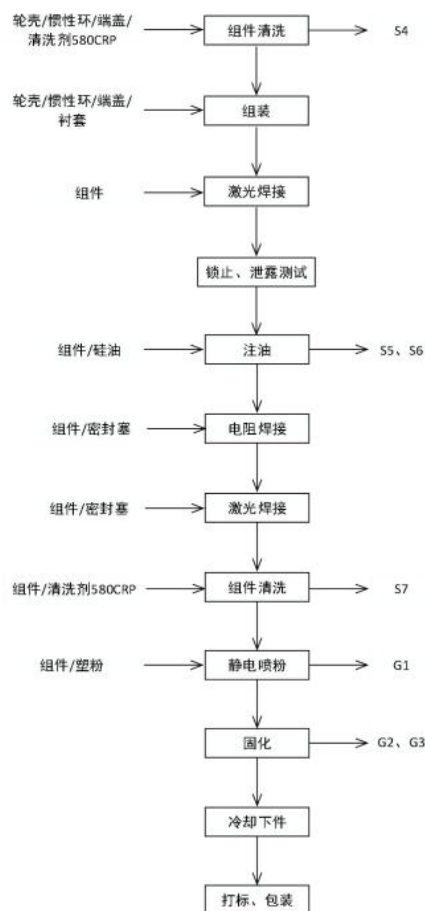 轮壳/惯性环/端盖/
清洗剂580CRP
组件清洗
S4
轮壳/惯性环/端盖/
衬套
组装
组件
激光焊接
锁止、泄露测试
组件/硅油
注油
S5、S6
组件/密封塞
电阻焊接
组件/密封塞
激光焊接
组件/清洗剂580CRP
组件清洗
S7
组件/塑粉
静电喷粉
G1
固化
G2、G3
冷却下件
打标、包装